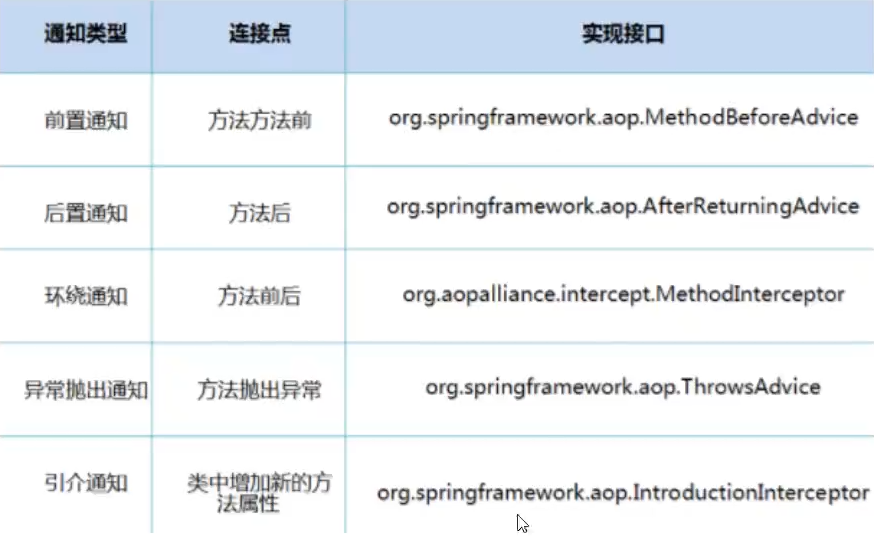 通知类型 连接点 实现接口
前置通知 方法方法前 org.springframework.aop.MethodBeforeAdvice
后置通知 方法后 org.springframework.aop.AfterReturningAdvice
环绕通知 方法前后 org.aopalliance.intercept.MethodInterceptor
异常抛出通知 方法抛出异常 org.springframework.aop.ThrowsAdvice
引介通知 类中增加新的方
法属性 org.springframework.aop.IntroductionInterceptor